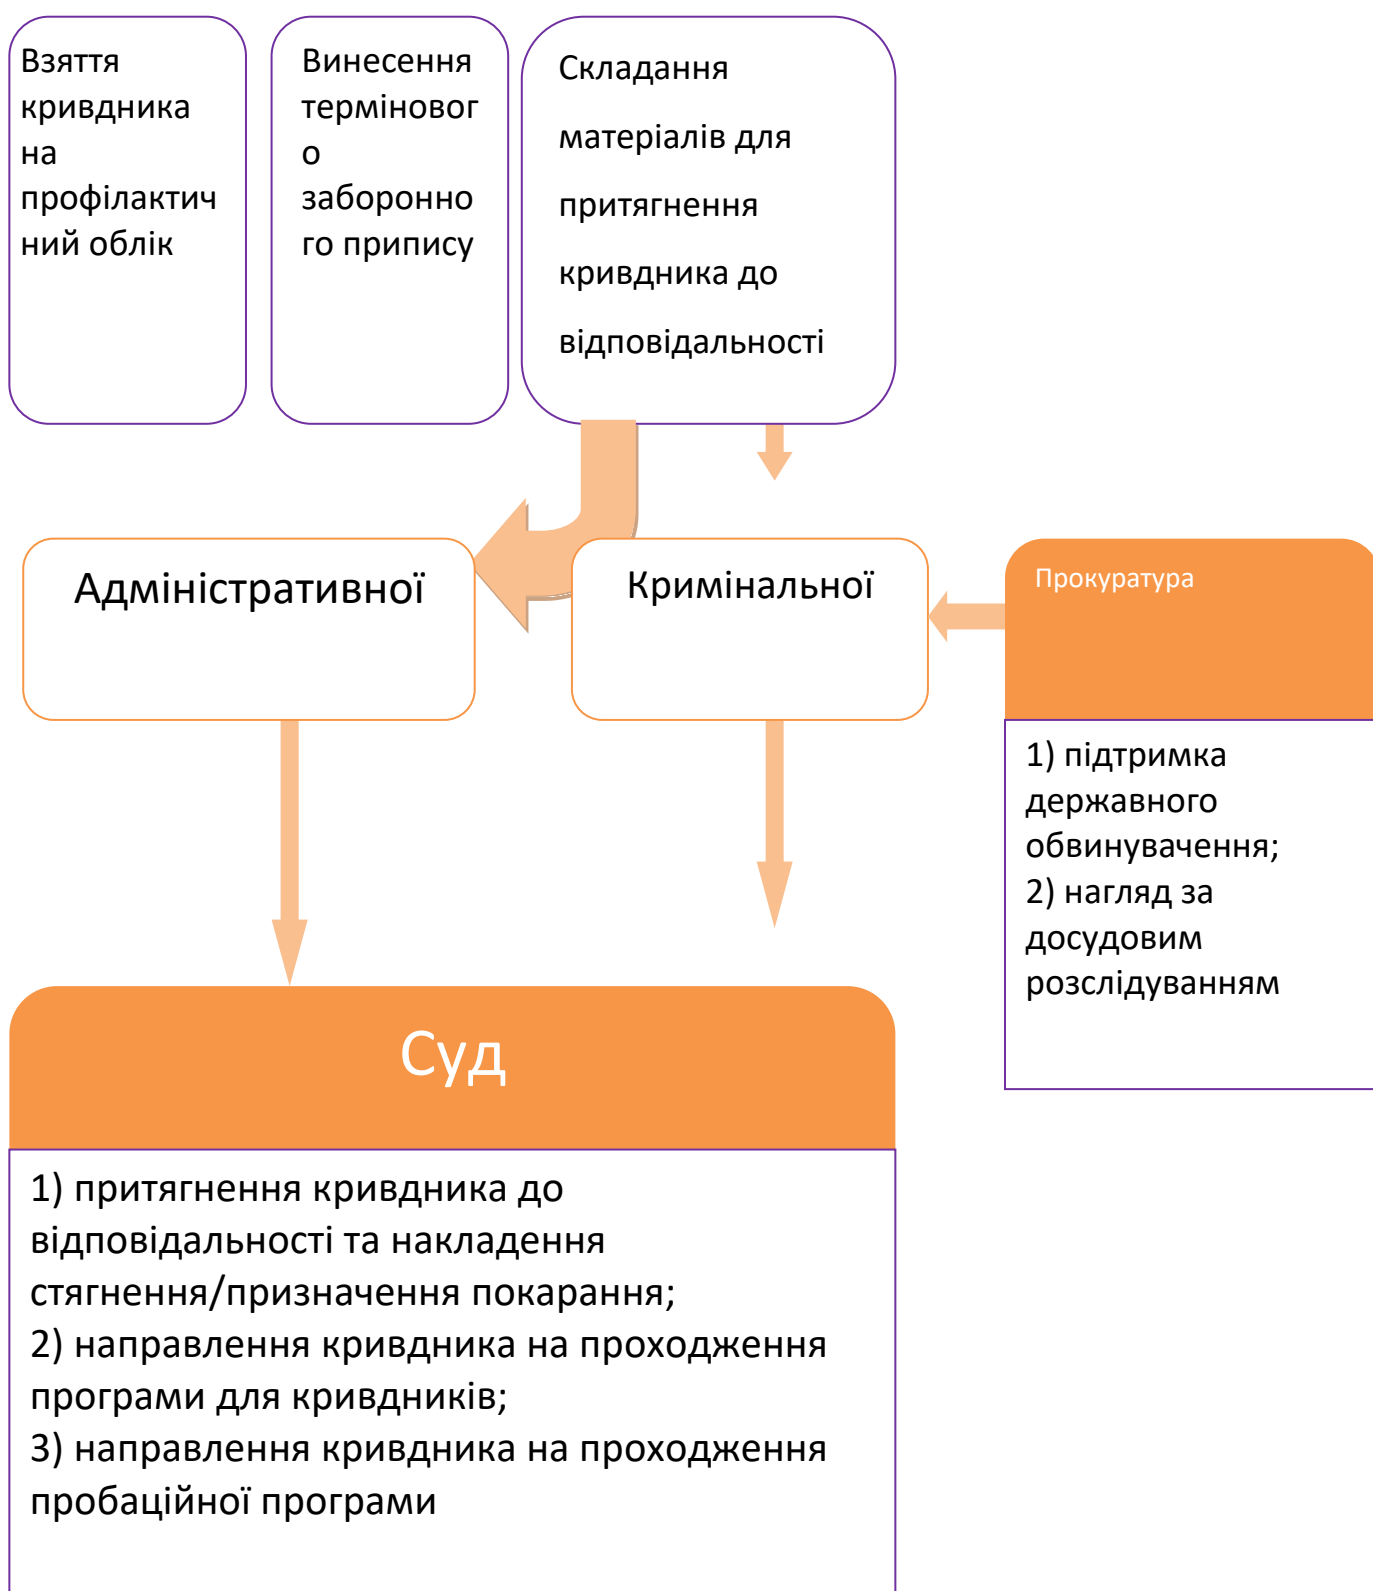 Взяття
кривдника
на
профілактич
ний облік
Винесення
терміновог
о
заборонно
го припису
Складання
матеріалів для
притягнення
кривдника до
відповідальності
Адміністративної
Кримінальної
Прокуратура
1) підтримка
державного
обвинувачення;
2) нагляд за
досудовим
розслідуванням
Суд
1) притягнення кривдника до
відповідальності та накладення
стягнення/призначення покарання;
2) направлення кривдника на проходження
програми для кривдників;
3) направлення кривдника на проходження
пробаційної програми